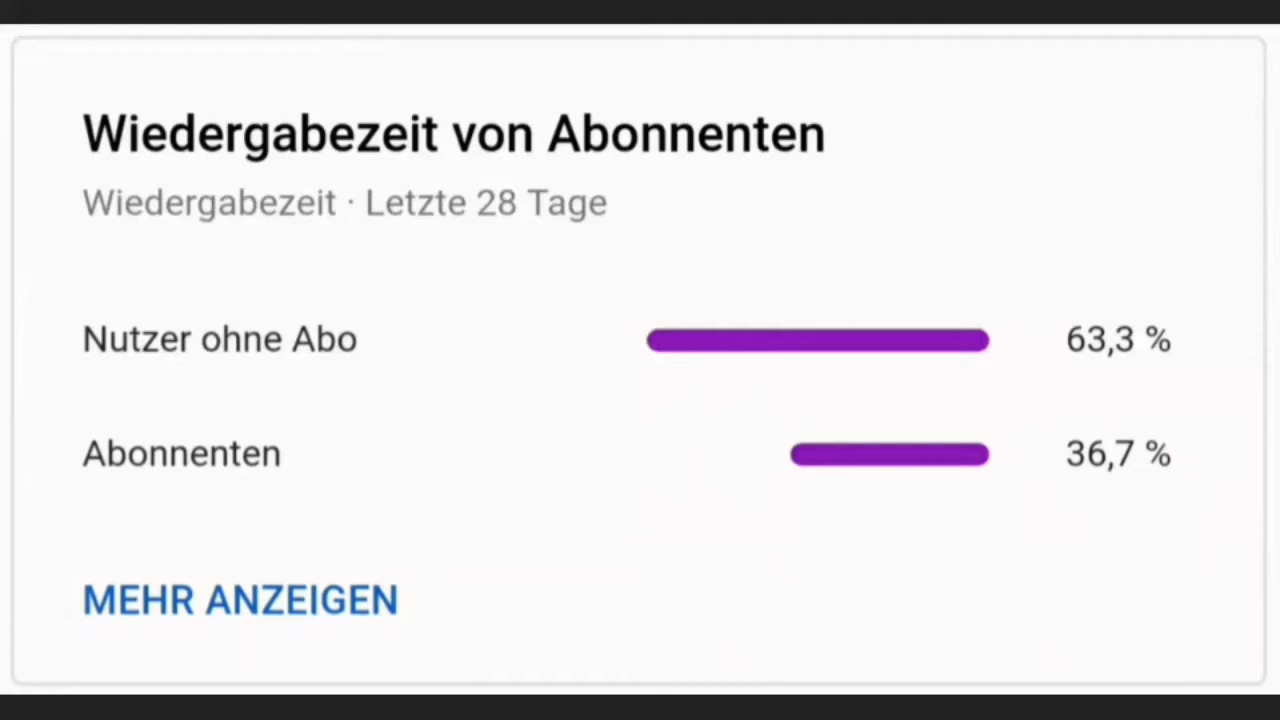 Wiedergabezeit von Abonnenten
Wiedergabezeit · Letzte 28 Tage
Nutzer ohne Abo 63,3 %
Abonnenten 36,7 %
MEHR ANZEIGEN